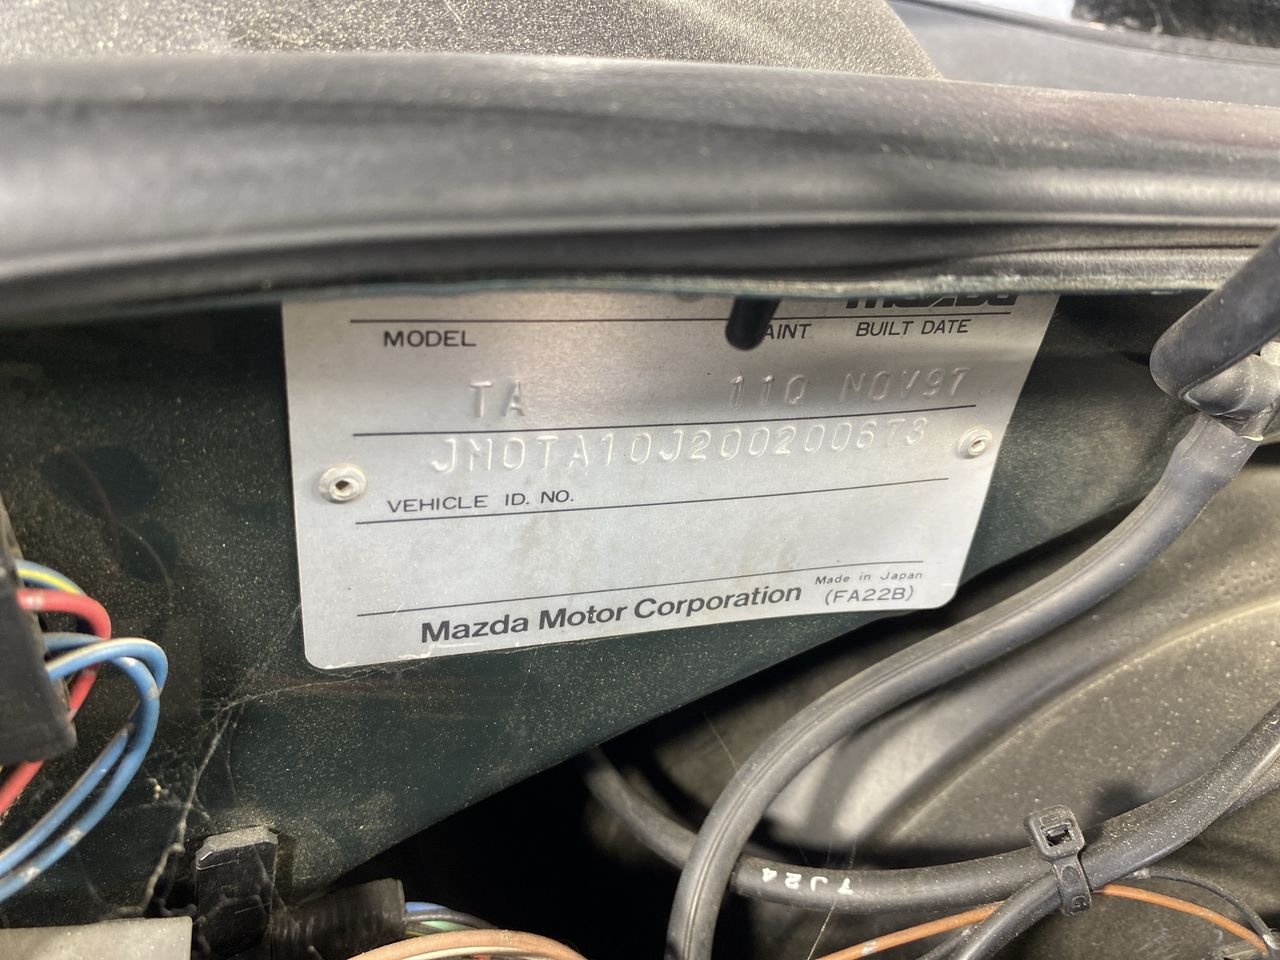 mazda
MODEL AINT BUILT DATE
TA 11Q NOV97
JM0TA10J200200673
VEHICLE ID. NO.
Made in Japan
Mazda Motor Corporation (FA22B)
TJ24